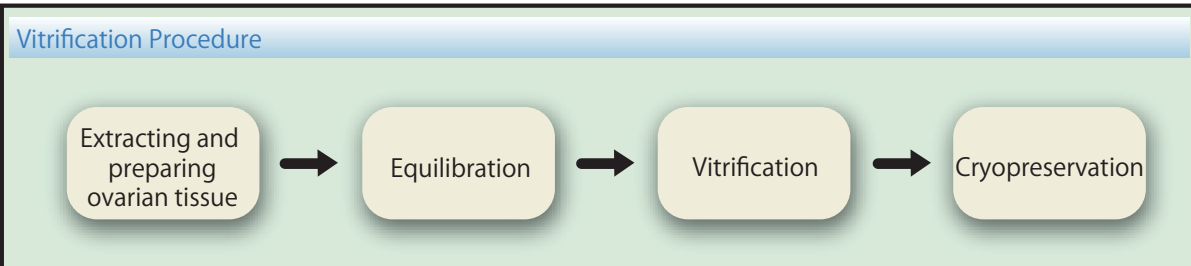 Vitrification Procedure
Extracting and
preparing
ovarian tissue
Equilibration
Vitrification
Cryopreservation